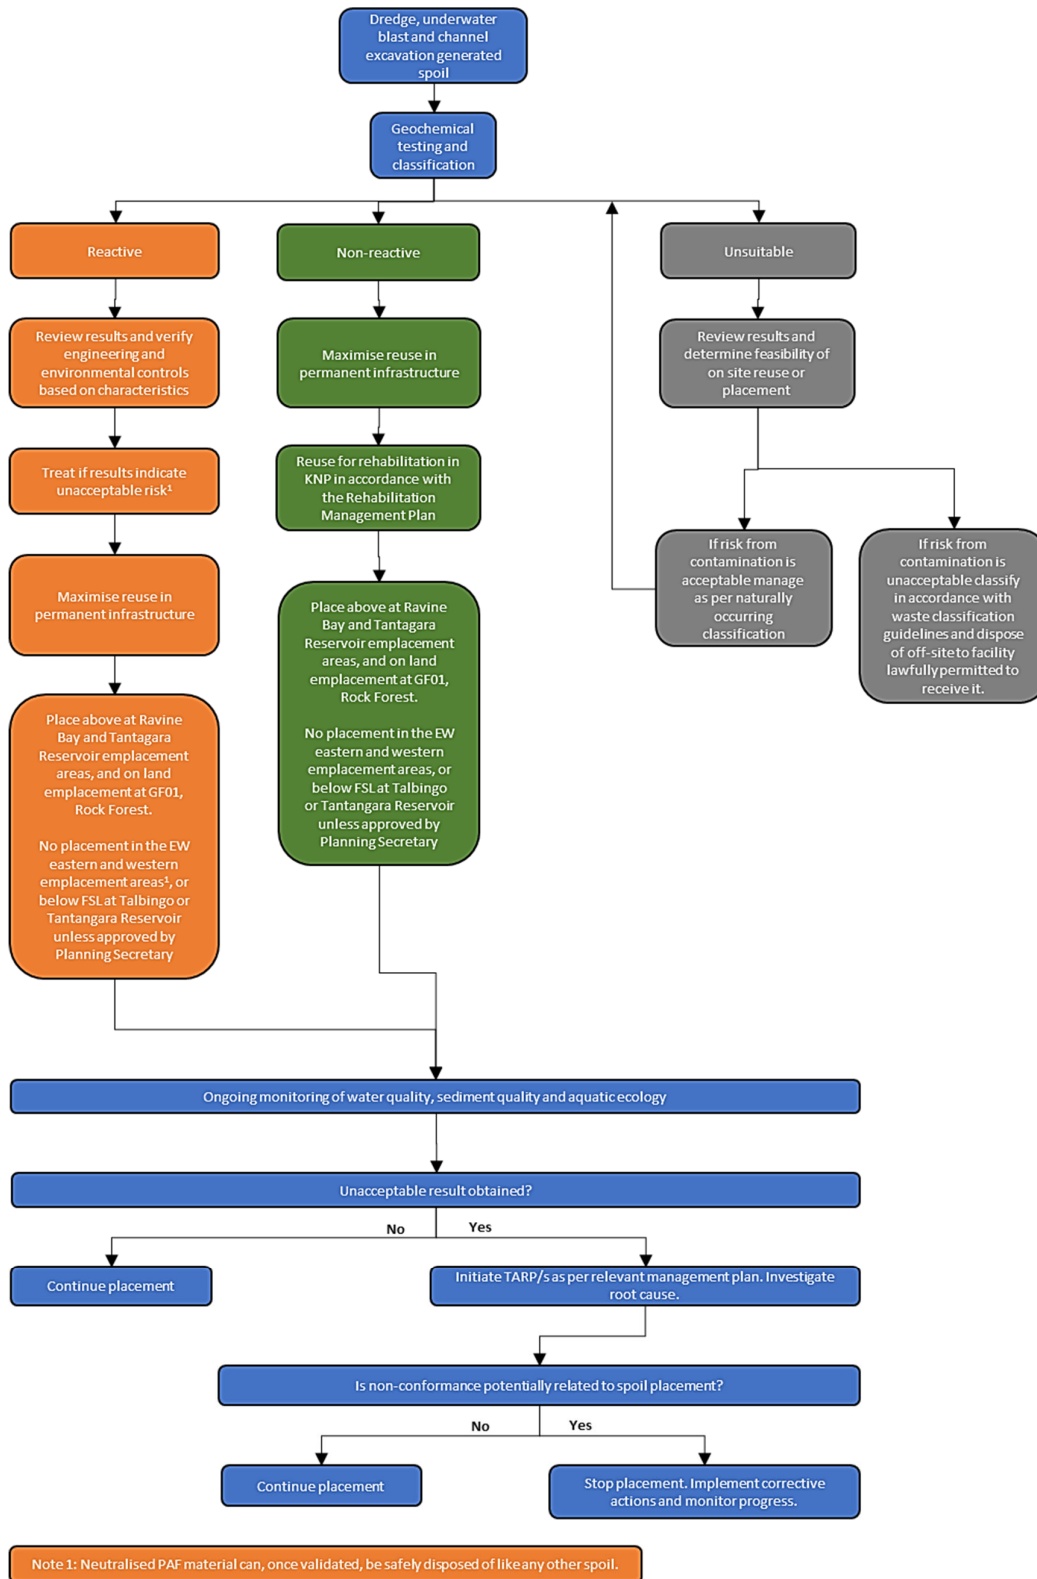 Dredge, underwater
blast and channel
excavation generated
spoil
Geochemical
testing and
classification
Reactive
Non-reactive
Unsuitable
Review results and verify
engineering and
environmental controls
based on characteristics
Maximise reuse in
permanent infrastructure
Review results and
determine feasibility of
on site reuse or
placement
Treat if results indicate
unacceptable risk¹
Reuse for rehabilitation in
KNP in accordance with
the Rehabilitation
Management Plan
If risk from
contamination is
acceptable manage
as per naturally
occurring
classification
If risk from
contamination is
unacceptable classify
in accordance with
waste classification
guidelines and dispose
of off-site to facility
lawfully permitted to
receive it.
Maximise reuse in
permanent infrastructure
Place above at Ravine
Bay and Tantagara
Reservoir emplacement
areas, and on land
emplacement at GF01,
Rock Forest.
No placement in the EW
eastern and western
emplacement areas, or
below FSL at Talbingo
or Tantangara Reservoir
unless approved by
Planning Secretary
Place above at Ravine
Bay and Tantagara
Reservoir emplacement
areas, and on land
emplacement at GF01,
Rock Forest.
No placement in the EW
eastern and western
emplacement areas¹, or
below FSL at Talbingo or
Tantangara Reservoir
unless approved by
Planning Secretary
Ongoing monitoring of water quality, sediment quality and aquatic ecology
Unacceptable result obtained?
No
Yes
Continue placement
Initiate TARP/s as per relevant management plan. Investigate
root cause.
Is non-conformance potentially related to spoil placement?
No
Yes
Continue placement
Stop placement. Implement corrective
actions and monitor progress.
Note 1: Neutralised PAF material can, once validated, be safely disposed of like any other spoil.